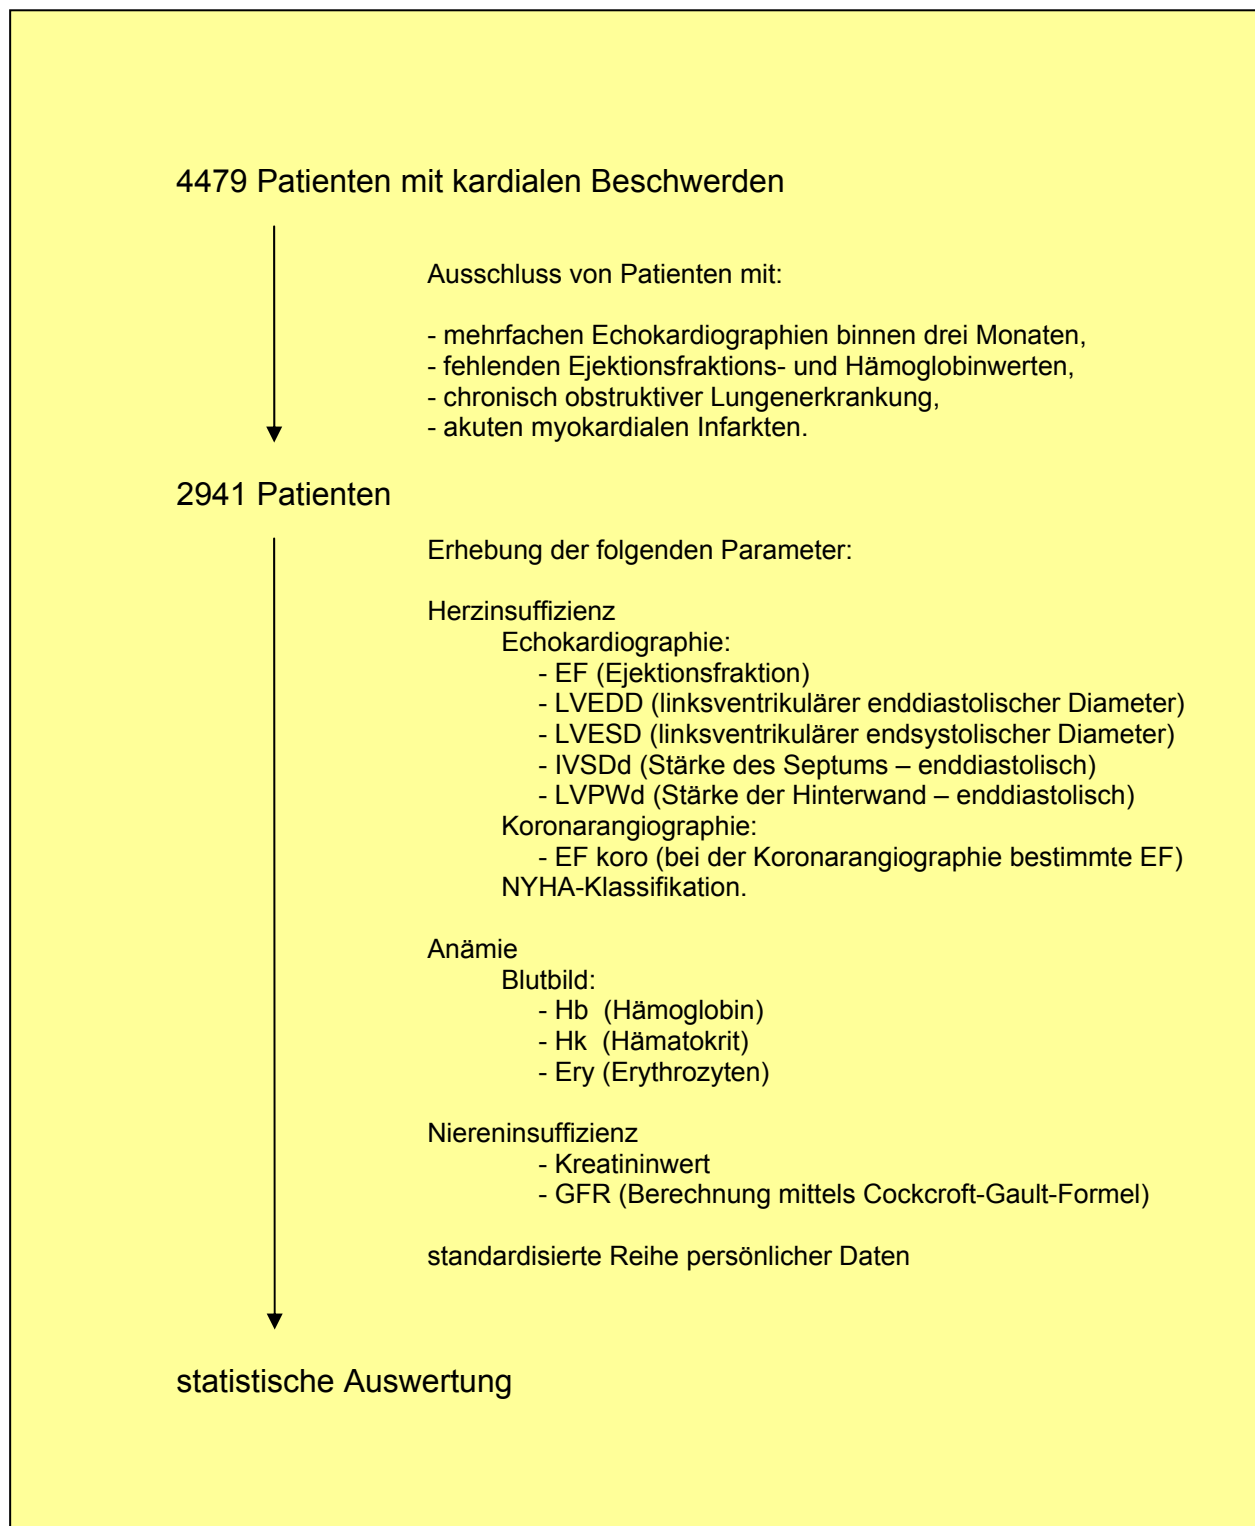 4479 Patienten mit kardialen Beschwerden
Ausschluss von Patienten mit:
- mehrfachen Echokardiographien binnen drei Monaten,
- fehlenden Ejektionsfraktions- und Hämoglobinwerten,
- chronisch obstruktiver Lungenerkrankung,
- akuten myokardialen Infarkten.
2941 Patienten
Erhebung der folgenden Parameter:
Herzinsuffizienz
Echokardiographie:
- EF (Ejektionsfraktion)
- LVEDD (linksventrikulärer enddiastolischer Diameter)
- LVESD (linksventrikulärer endsystolischer Diameter)
- IVSDd (Stärke des Septums – enddiastolisch)
- LVPWd (Stärke der Hinterwand – enddiastolisch)
Koronarangiographie:
- EF koro (bei der Koronarangiographie bestimmte EF)
NYHA-Klassifikation.
Anämie
Blutbild:
- Hb (Hämoglobin)
- Hk (Hämatokrit)
- Ery (Erythrozyten)
Niereninsuffizienz
- Kreatininwert
- GFR (Berechnung mittels Cockcroft-Gault-Formel)
standardisierte Reihe persönlicher Daten
statistische Auswertung